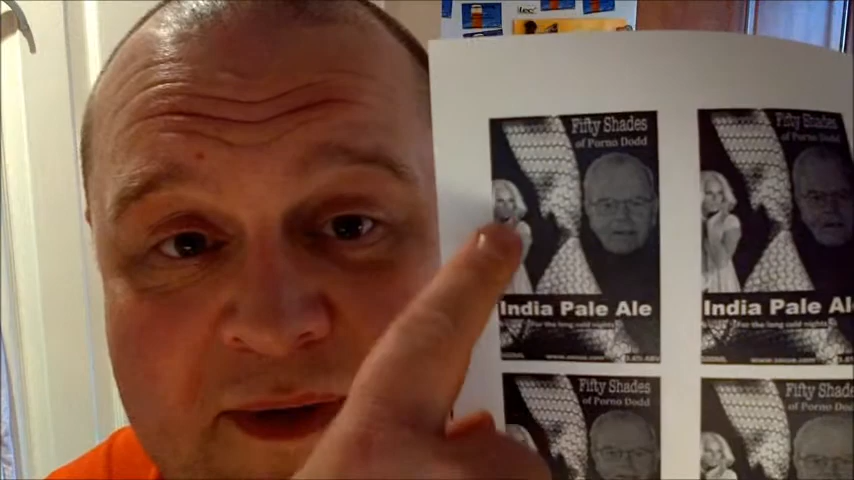 Fifty Shades
of Porno Dodd
India Pale Ale
For the long cold nights
Fifty Shades
of Porno Dodd
India Pale Al
For the long cold nights
Fifty Shades
of Porno Dodd
Fifty Shades
of Porno Dodd